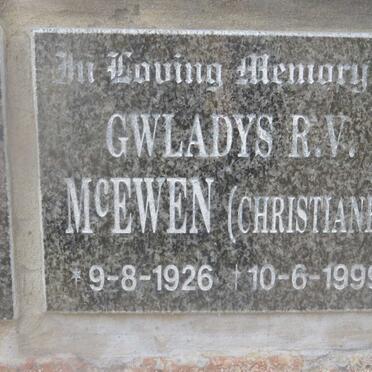 In Loving Memory
GWLADYS R.V.
McEWEN (CHRISTIANE
* 9-8-1926 † 10-6-1999